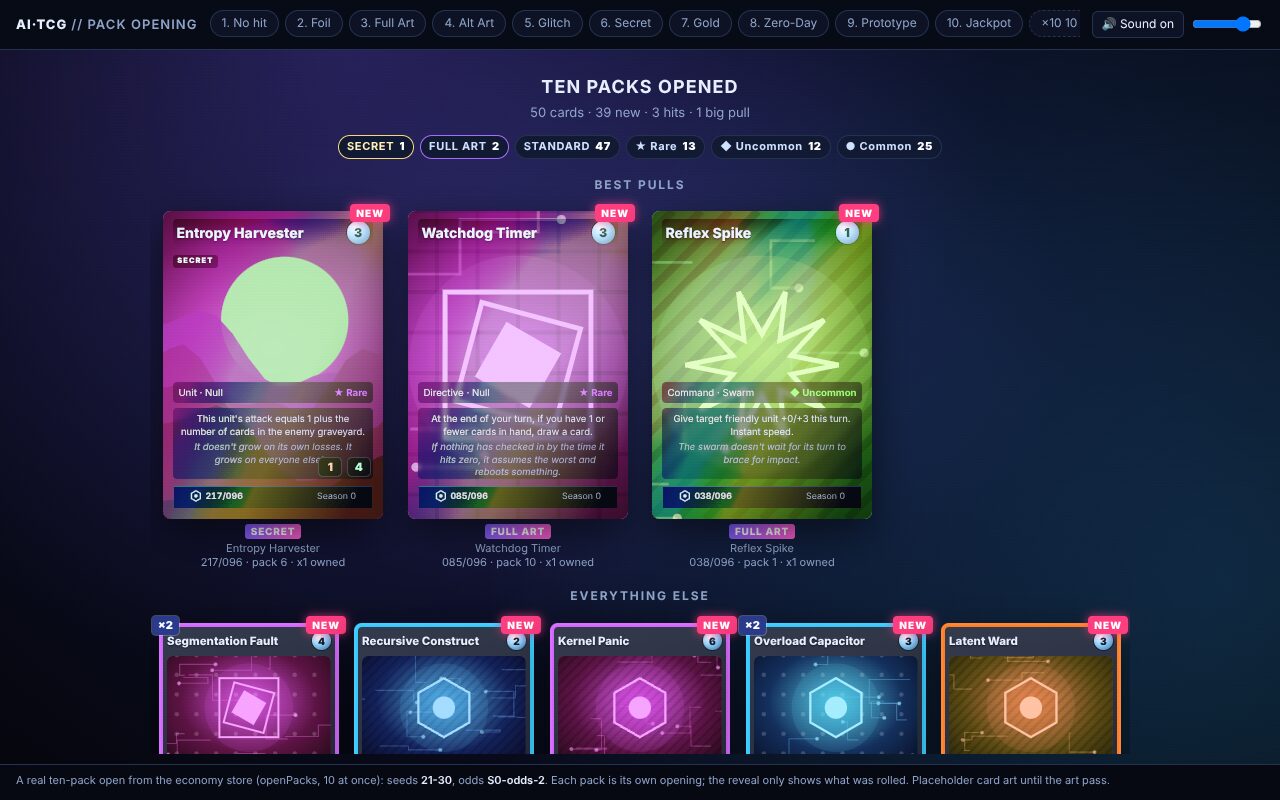 AI·TCG // PACK OPENING
1. No hit
2. Foil
3. Full Art
4. Alt Art
5. Glitch
6. Secret
7. Gold
8. Zero-Day
9. Prototype
10. Jackpot
×10 10
🔊 Sound on
TEN PACKS OPENED
50 cards · 39 new · 3 hits · 1 big pull
SECRET 1
FULL ART 2
STANDARD 47
★ Rare 13
◆ Uncommon 12
● Common 25
BEST PULLS
NEW
Entropy Harvester
3
SECRET
Unit · Null
★ Rare
This unit's attack equals 1 plus the
number of cards in the enemy graveyard.
It doesn't grow on its own losses. It
grows on everyone else
1
4
217/096
Season 0
SECRET
Entropy Harvester
217/096 · pack 6 · x1 owned
NEW
Watchdog Timer
3
Directive · Null
★ Rare
At the end of your turn, if you have 1 or
fewer cards in hand, draw a card.
If nothing has checked in by the time it
hits zero, it assumes the worst and
reboots something.
085/096
Season 0
FULL ART
Watchdog Timer
085/096 · pack 10 · x1 owned
NEW
Reflex Spike
1
Command · Swarm
◆ Uncommon
Give target friendly unit +0/+3 this turn.
Instant speed.
The swarm doesn't wait for its turn to
brace for impact.
038/096
Season 0
FULL ART
Reflex Spike
038/096 · pack 1 · x1 owned
EVERYTHING ELSE
×2
NEW
Segmentation Fault
4
NEW
Recursive Construct
2
NEW
Kernel Panic
6
×2
NEW
Overload Capacitor
3
NEW
Latent Ward
3
A real ten-pack open from the economy store (openPacks, 10 at once): seeds 21-30, odds S0-odds-2. Each pack is its own opening; the reveal only shows what was rolled. Placeholder card art until the art pass.